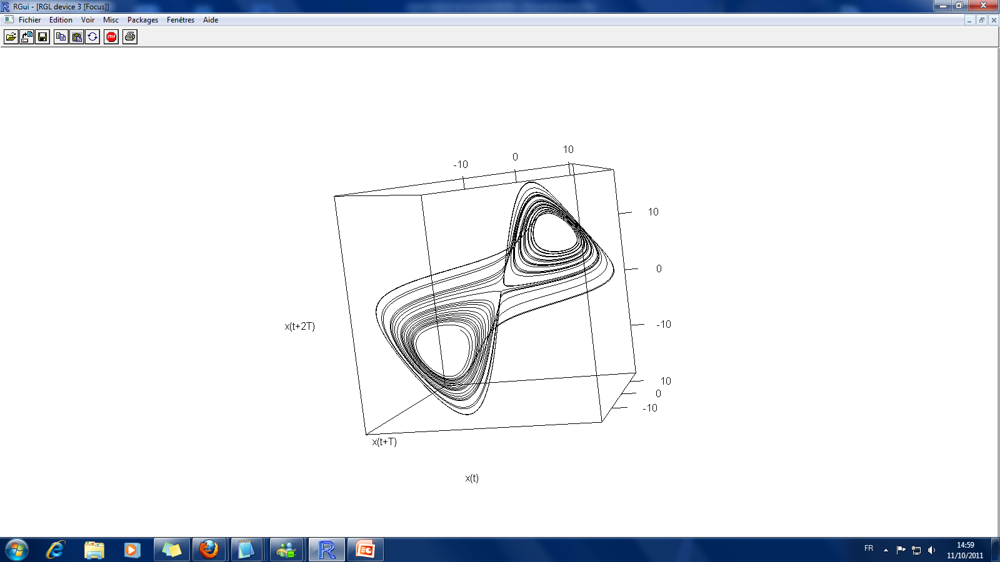 RGui - [RGL device 3 [Focus]]
Fichier Edition Voir Misc Packages Fenêtres Aide
STOP
-10 0 10
10
0
-10
10
0
-10
x(t+2T)
x(t+T)
x(t)
FR
14:59
11/10/2011